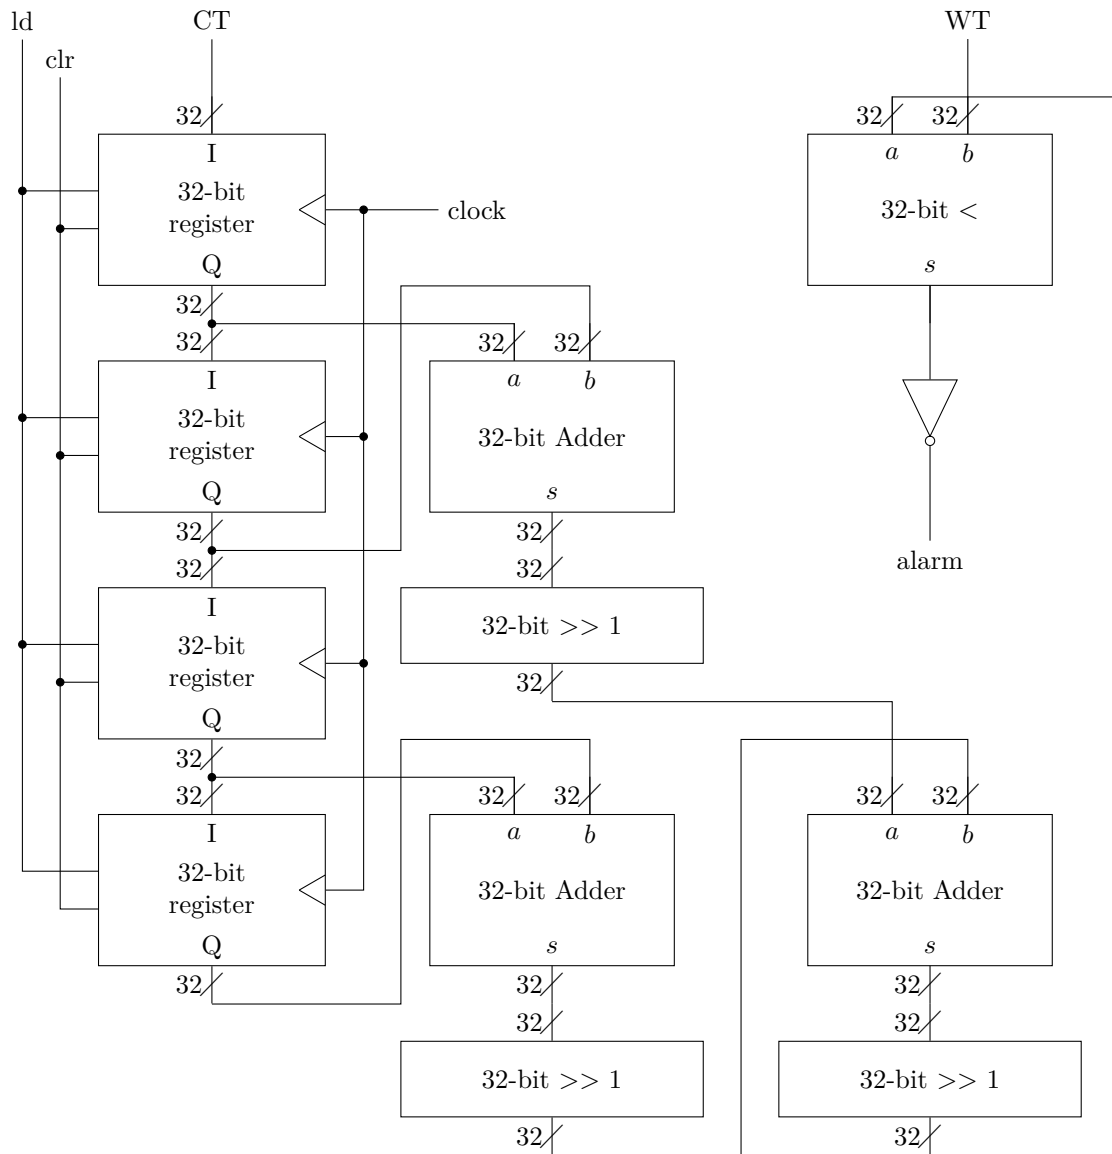 ld
CT
WT
clr
32
32
32
I
a
b
32-bit
register
32-bit <
clock
Q
s
32
32
32
32
I
a
b
32-bit
register
32-bit Adder
Q
s
32
32
32
32
alarm
I
32-bit
register
32-bit >> 1
Q
32
32
32
32
32
32
32
I
a
b
a
b
32-bit
register
32-bit Adder
32-bit Adder
Q
s
s
32
32
32
32
32
32-bit >> 1
32-bit >> 1
32
32